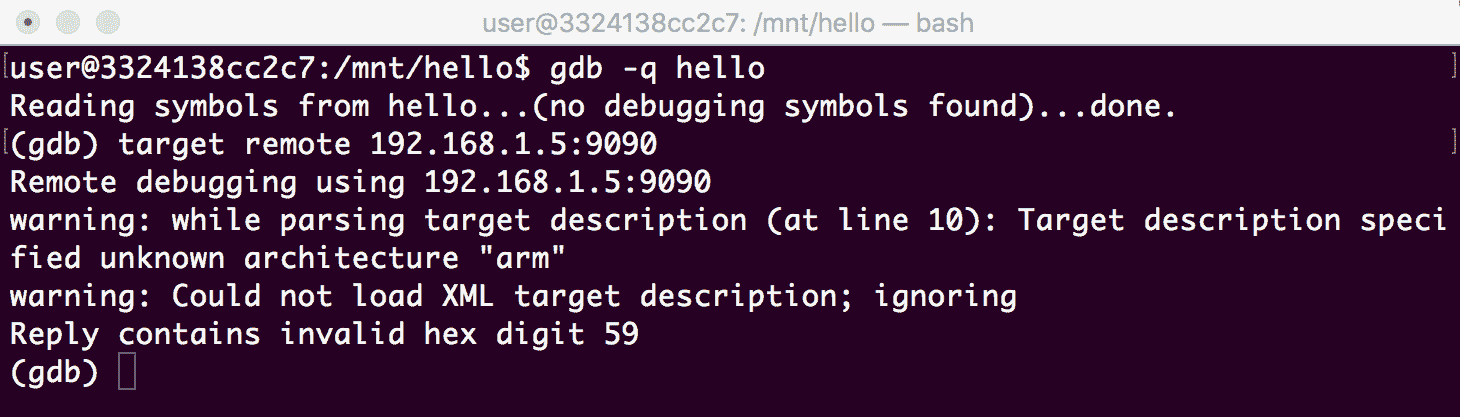 user@3324138cc2c7: /mnt/hello — bash
user@3324138cc2c7:/mnt/hello$ gdb -q hello
Reading symbols from hello...(no debugging symbols found)...done.
(gdb) target remote 192.168.1.5:9090
Remote debugging using 192.168.1.5:9090
warning: while parsing target description (at line 10): Target description speci
fied unknown architecture "arm"
warning: Could not load XML target description; ignoring
Reply contains invalid hex digit 59
(gdb)